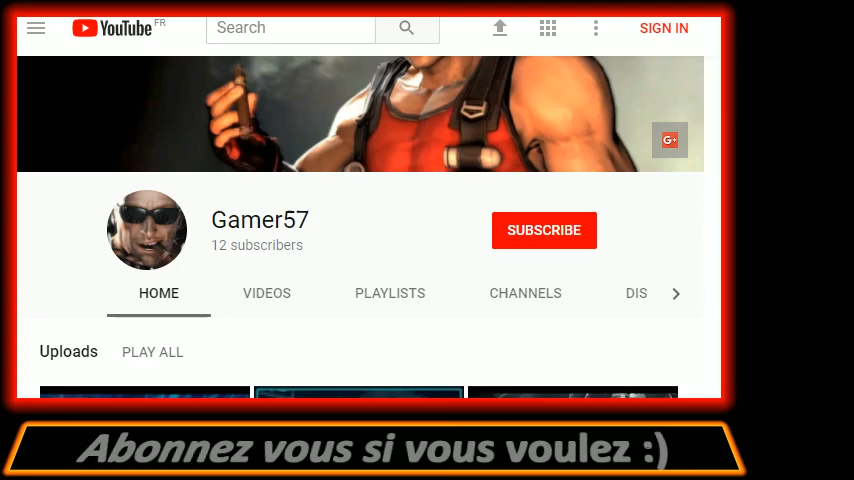 YouTube FR
Search
SIGN IN
G+
Gamer57
12 subscribers
SUBSCRIBE
HOME VIDEOS PLAYLISTS CHANNELS DIS
Uploads PLAY ALL
Abonnez vous si vous voulez :)